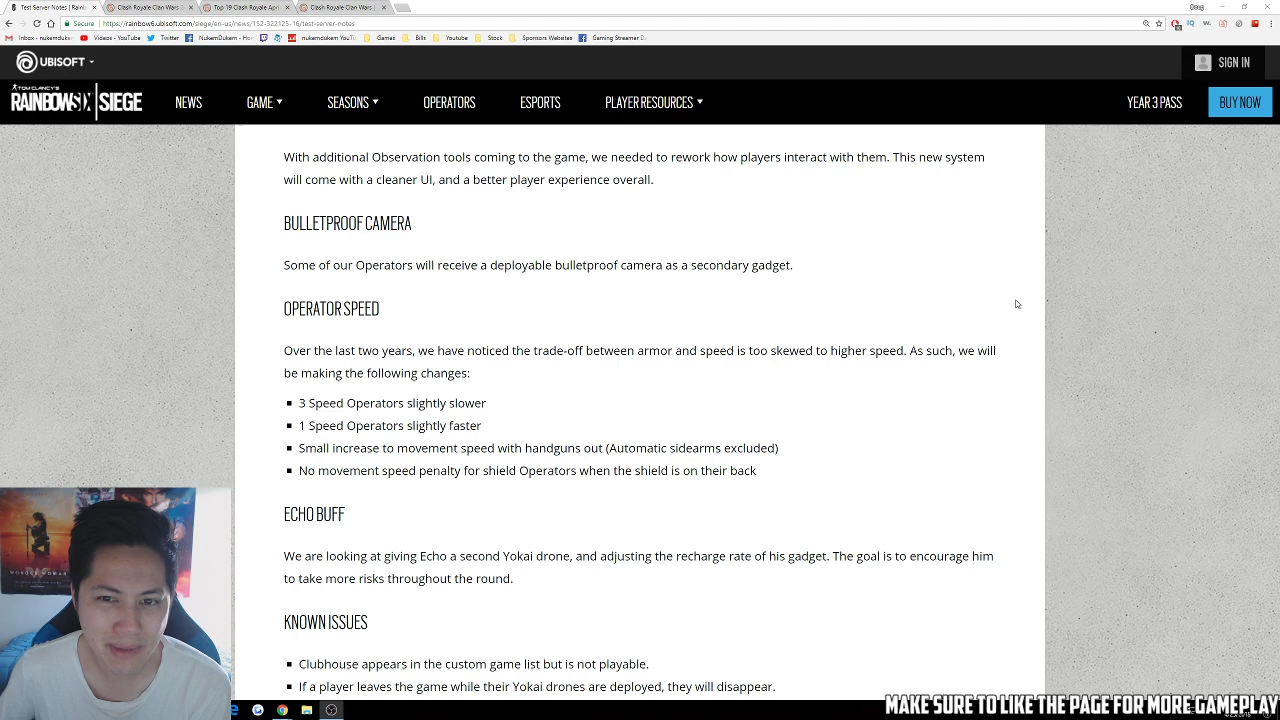 Test Server Notes | Rainb
Clash Royale Clan Wars
Top 19 Clash Royale April
Clash Royale Clan Wars |
Secure
https://rainbow6.ubisoft.com/siege/en-us/news/152-322125-16/test-server-notes
Inbox - nukemdukem
Videos - YouTube
Twitter
NukemDukem - Ho
nukemdukem YouTu
Games
Bills
Youtube
Stock
Sponsors Websites
Gaming Streamer D
UBISOFT
SIGN IN
TOM CLANCY'S
RAINBOWSIX | SIEGE
NEWS
GAME
SEASONS
OPERATORS
ESPORTS
PLAYER RESOURCES
YEAR 3 PASS
BUY NOW
With additional Observation tools coming to the game, we needed to rework how players interact with them. This new system
will come with a cleaner UI, and a better player experience overall.
BULLETPROOF CAMERA
Some of our Operators will receive a deployable bulletproof camera as a secondary gadget.
OPERATOR SPEED
Over the last two years, we have noticed the trade-off between armor and speed is too skewed to higher speed. As such, we will
be making the following changes:
3 Speed Operators slightly slower
1 Speed Operators slightly faster
Small increase to movement speed with handguns out (Automatic sidearms excluded)
No movement speed penalty for shield Operators when the shield is on their back
ECHO BUFF
We are looking at giving Echo a second Yokai drone, and adjusting the recharge rate of his gadget. The goal is to encourage him
to take more risks throughout the round.
KNOWN ISSUES
Clubhouse appears in the custom game list but is not playable.
If a player leaves the game while their Yokai drones are deployed, they will disappear.
WONDER WOMAN
MAKE SURE TO LIKE THE PAGE FOR MORE GAMEPLAY